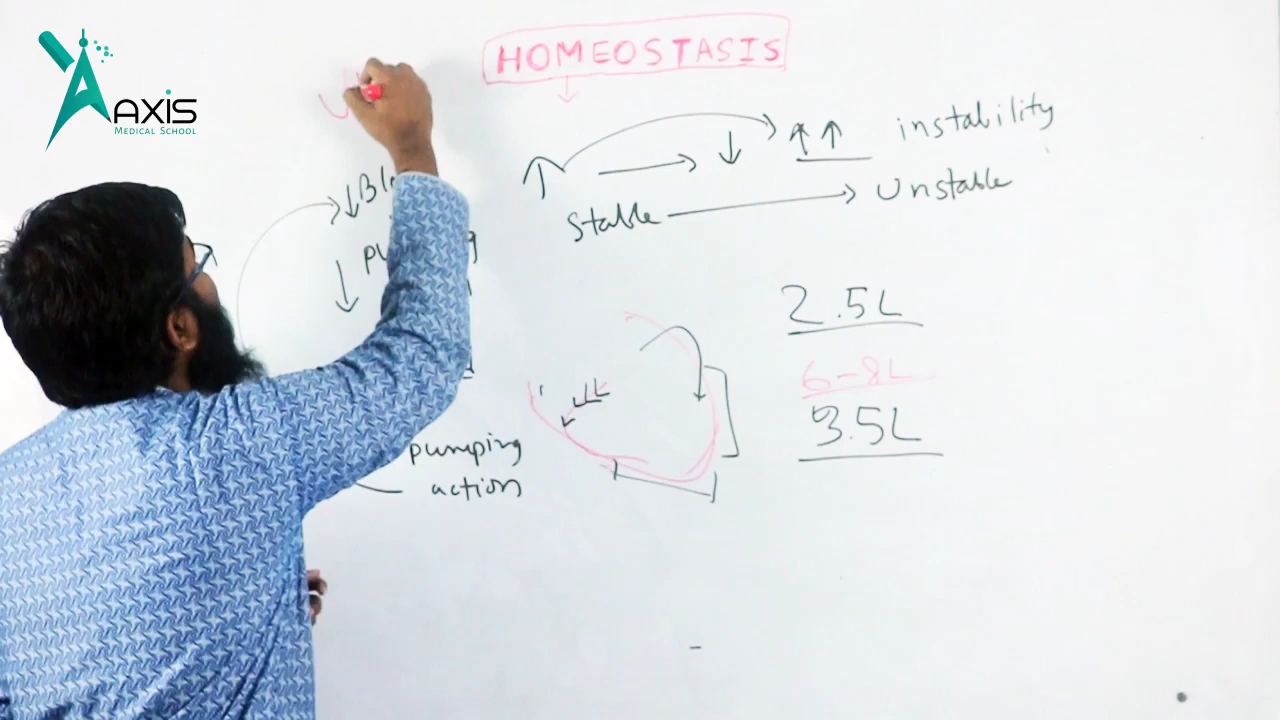 AXIS
MEDICAL SCHOOL
HOMEOSTASIS
instability
Stable
Unstable
2.5L
6-8L
3.5L
pumping
action